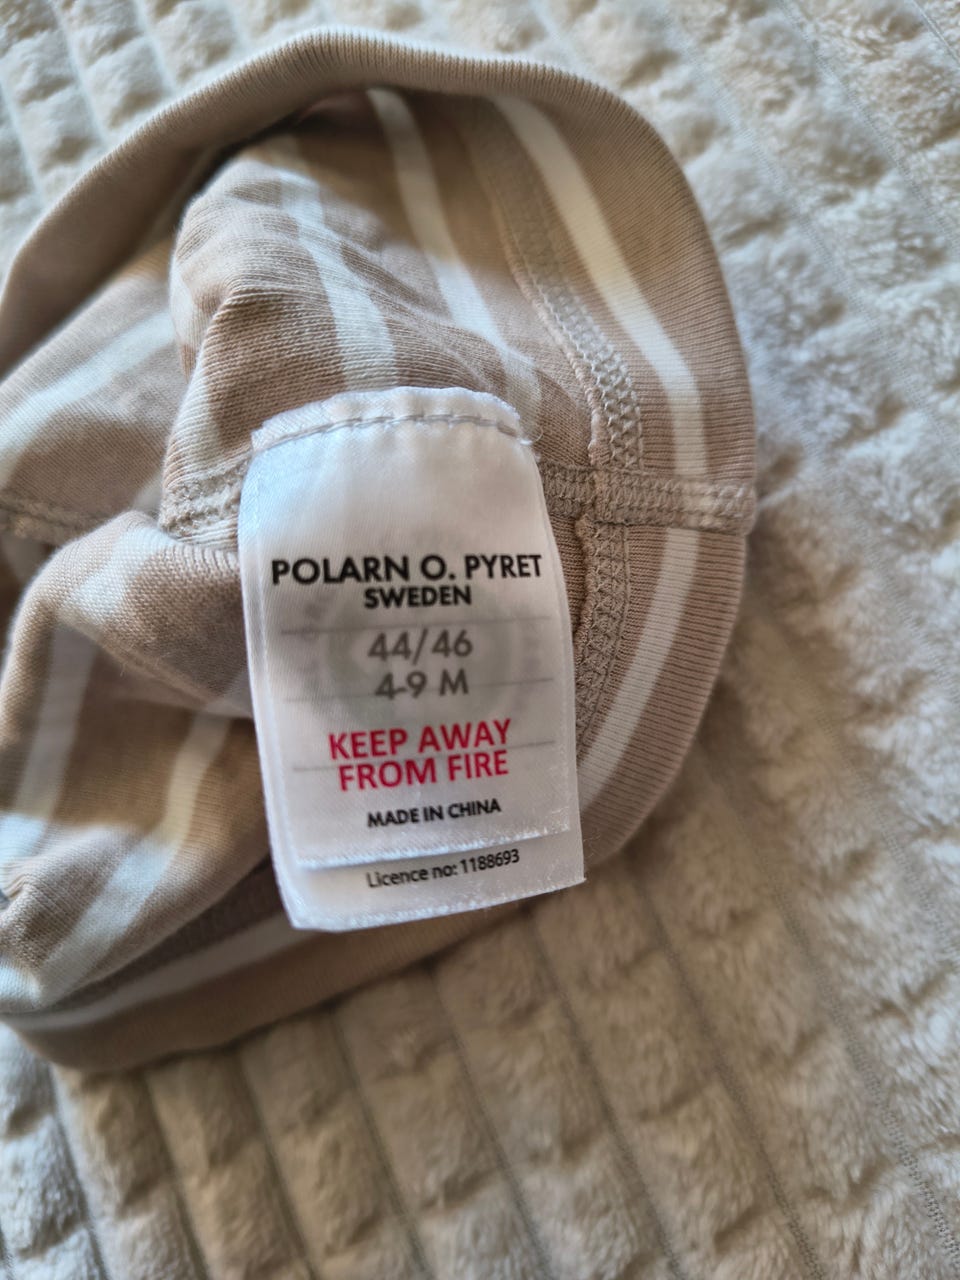 POLARN O. PYRET
SWEDEN
44/46
4-9 M
KEEP AWAY
FROM FIRE
MADE IN CHINA
Licence no: 1188693